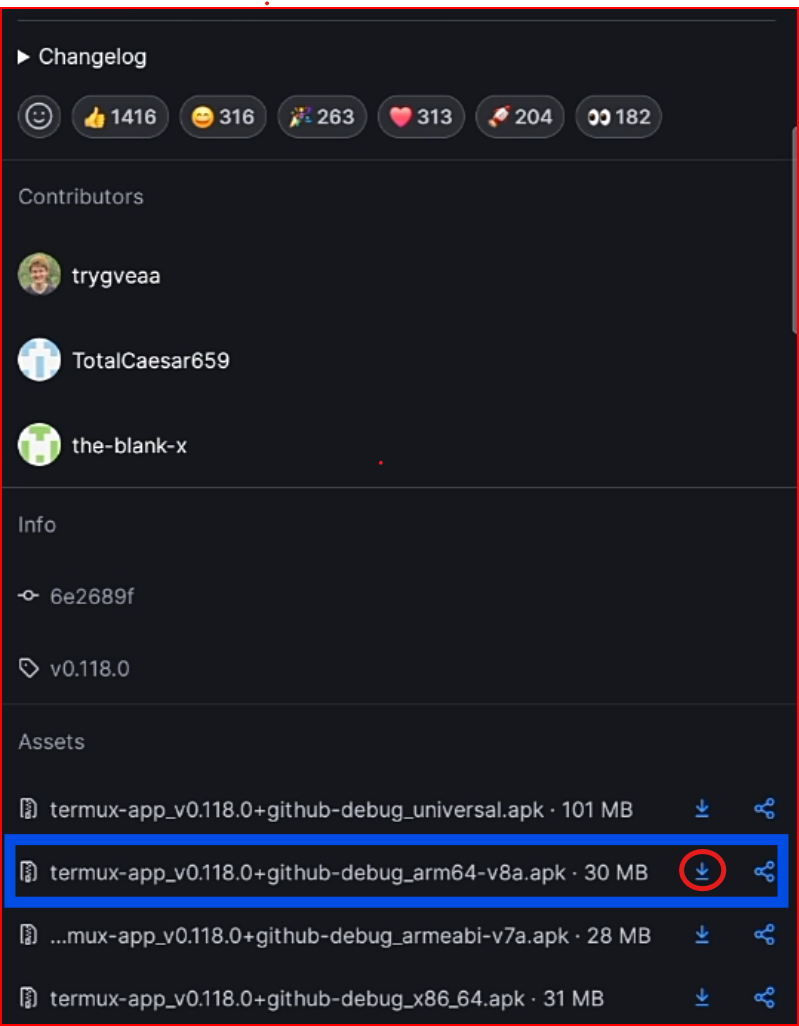 Changelog
1416 316 263 313 204 182
Contributors
trygveaa
TotalCaesar659
the-blank-x
Info
6e2689f
v0.118.0
Assets
termux-app_v0.118.0+github-debug_universal.apk · 101 MB
termux-app_v0.118.0+github-debug_arm64-v8a.apk · 30 MB
...mux-app_v0.118.0+github-debug_armeabi-v7a.apk · 28 MB
termux-app_v0.118.0+github-debug_x86_64.apk · 31 MB